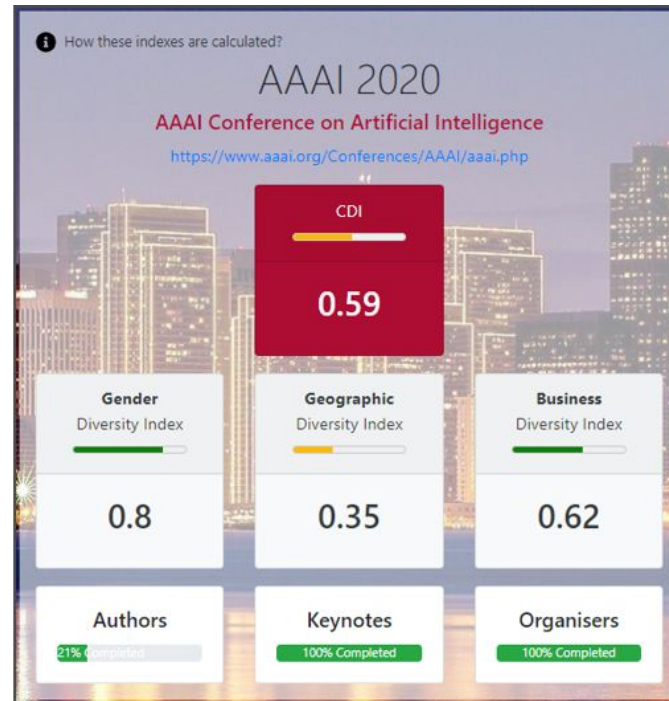 How these indexes are calculated?
AAAI 2020
AAAI Conference on Artificial Intelligence
https://www.aaai.org/Conferences/AAAI/aaai.php
CDI
0.59
Gender
Diversity Index
0.8
Geographic
Diversity Index
0.35
Business
Diversity Index
0.62
Authors
21% Completed
Keynotes
100% Completed
Organisers
100% Completed